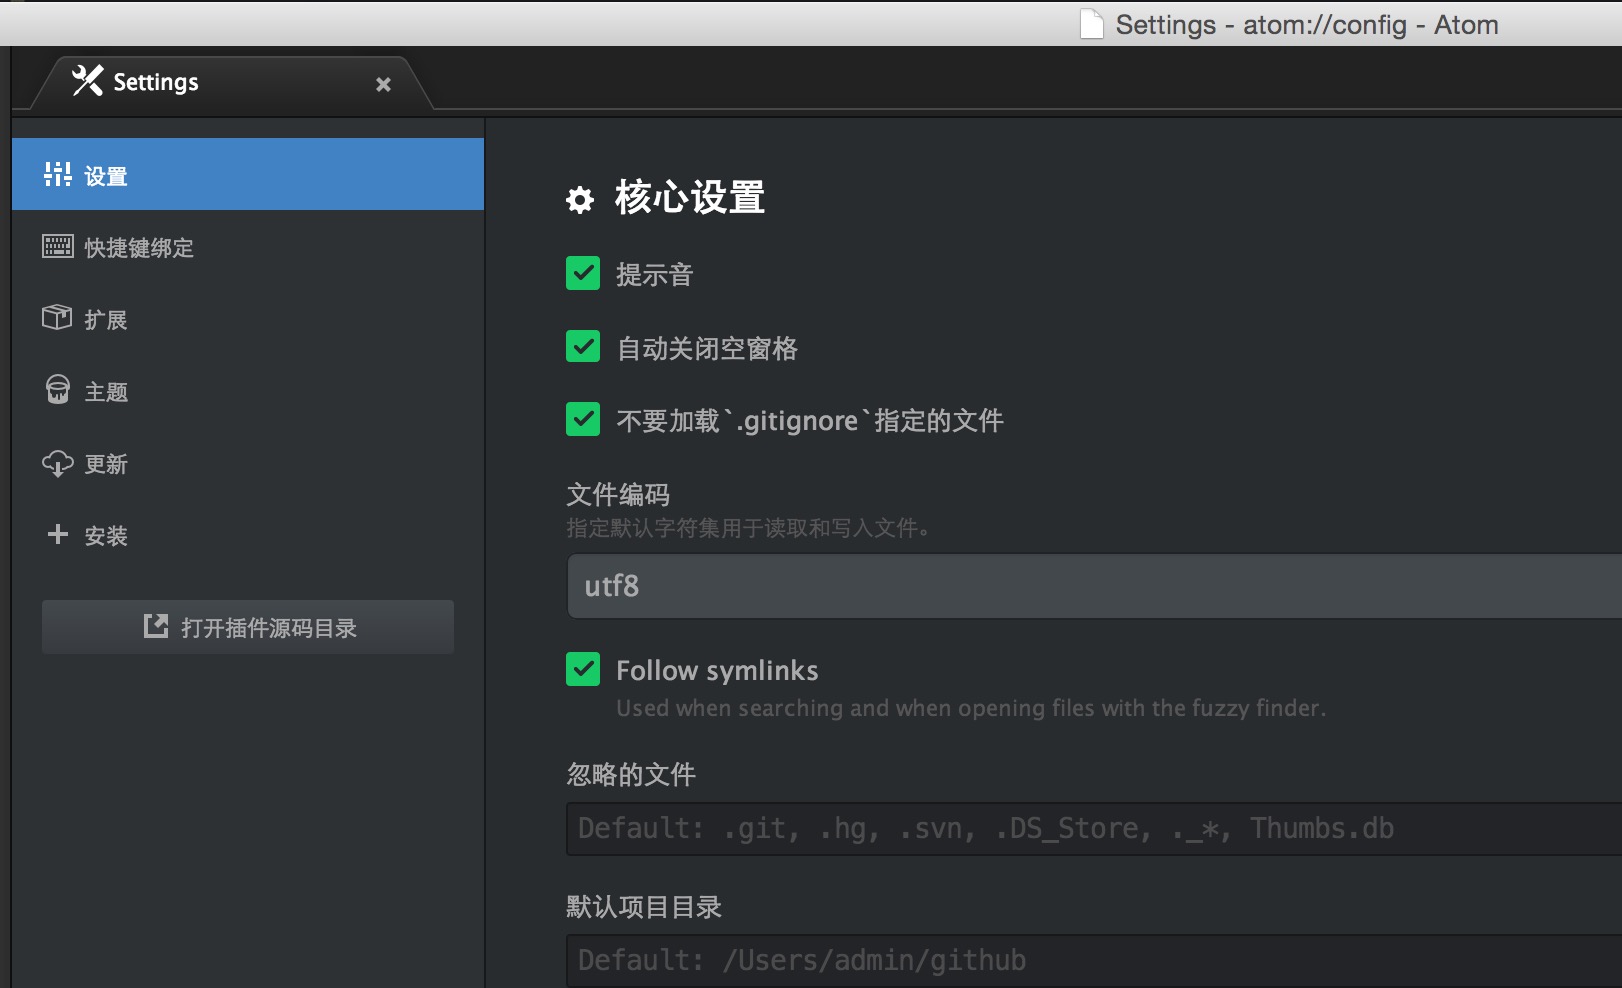 Settings - atom://config - Atom
Settings
设置
快捷键绑定
扩展
主题
更新
安装
打开插件源码目录
核心设置
提示音
自动关闭空窗格
不要加载`.gitignore`指定的文件
文件编码
指定默认字符集用于读取和写入文件。
utf8
Follow symlinks
Used when searching and when opening files with the fuzzy finder.
忽略的文件
Default: .git, .hg, .svn, .DS_Store, ._*, Thumbs.db
默认项目目录
Default: /Users/admin/github